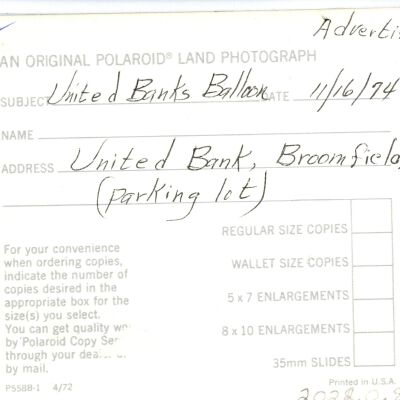 Adverti
AN ORIGINAL POLAROID® LAND PHOTOGRAPH
SUBJECT United Banks Balloon DATE 11/16/74
NAME
ADDRESS United Bank, Broomfield,
(parking lot)
REGULAR SIZE COPIES
WALLET SIZE COPIES
5 x 7 ENLARGEMENTS
8 x 10 ENLARGEMENTS
35mm SLIDES
For your convenience
when ordering copies,
indicate the number of
copies desired in the
appropriate box for the
size(s) you select.
You can get quality
by Polaroid Copy Ser
through your dea
by mail.
P5588-1 4/72
Printed in U.S.A.